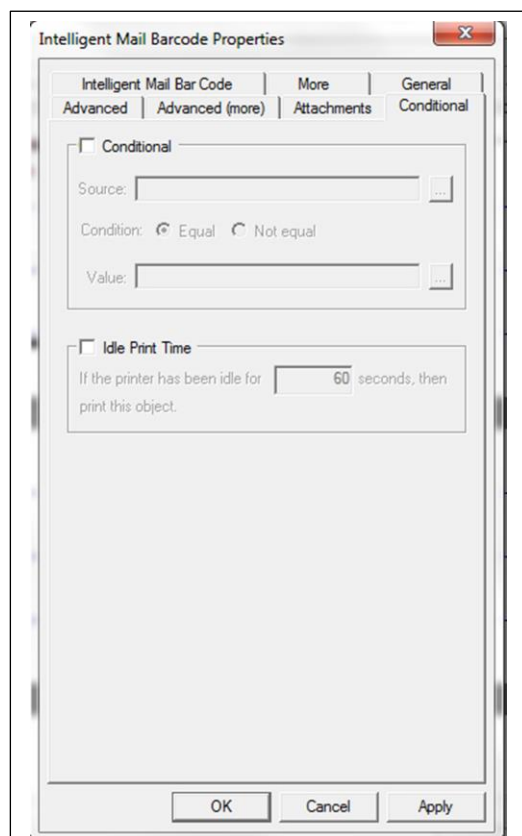 Intelligent Mail Barcode Properties
Intelligent Mail Bar Code More General
Advanced Advanced (more) Attachments Conditional
Conditional
Source: ...
Condition: Equal Not equal
Value: ...
Idle Print Time
If the printer has been idle for 60 seconds, then
print this object.
OK Cancel Apply